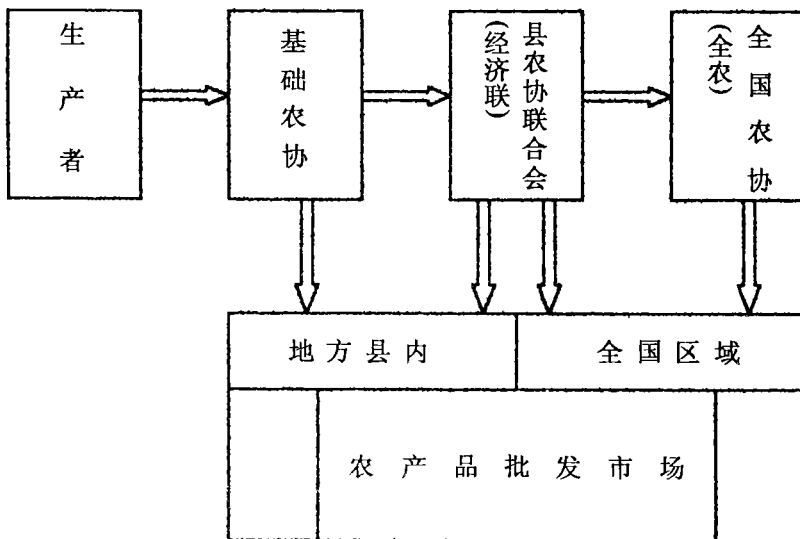 生产者
基础农协
县农协联合会
(经济联)
全国农协
(全农)
地方县内
全国区域
农产品批发市场